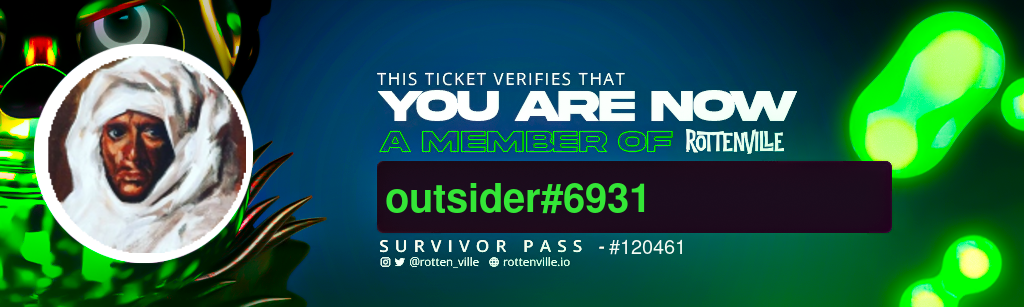 THIS TICKET VERIFIES THAT
YOU ARE NOW
A MEMBER OF ROTTENVILLE
outsider#6931
SURVIVOR PASS - #120461
@rotten_ville rottenville.io